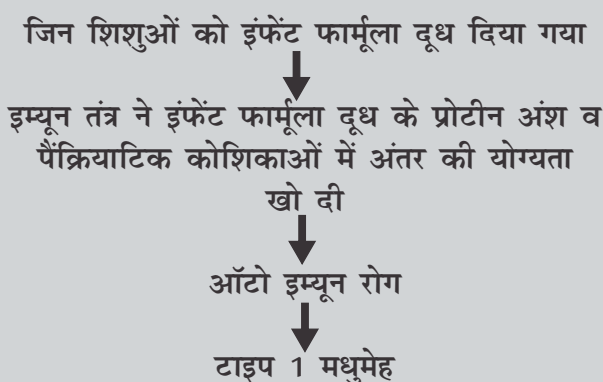 जिन शिशुओं को इंफेंट फार्मूला दूध दिया गया
इम्यून तंत्र ने इंफेंट फार्मूला दूध के प्रोटीन अंश व
पैंक्रियाटिक कोशिकाओं में अंतर की योग्यता
खो दी
ऑटो इम्यून रोग
टाइप 1 मधुमेह